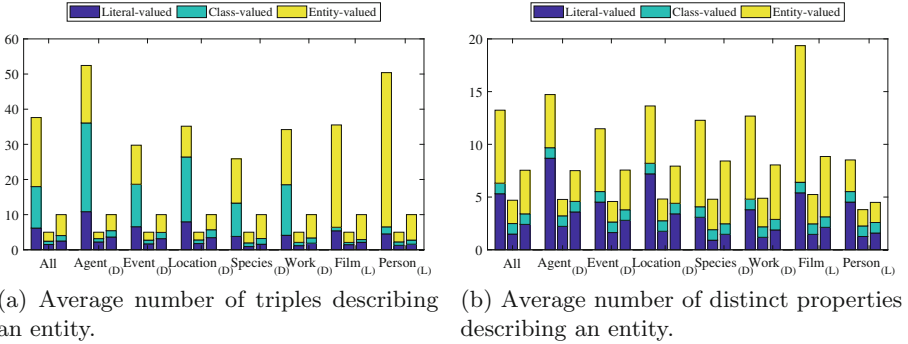 Literal-valued Class-valued Entity-valued
60
50
40
30
20
10
0
All Agent(D) Event(D) Location(D) Species(D) Work(D) Film(L) Person(L)
(a) Average number of triples describing
an entity.
Literal-valued Class-valued Entity-valued
20
15
10
5
0
All Agent(D) Event(D) Location(D) Species(D) Work(D) Film(L) Person(L)
(b) Average number of distinct properties
describing an entity.